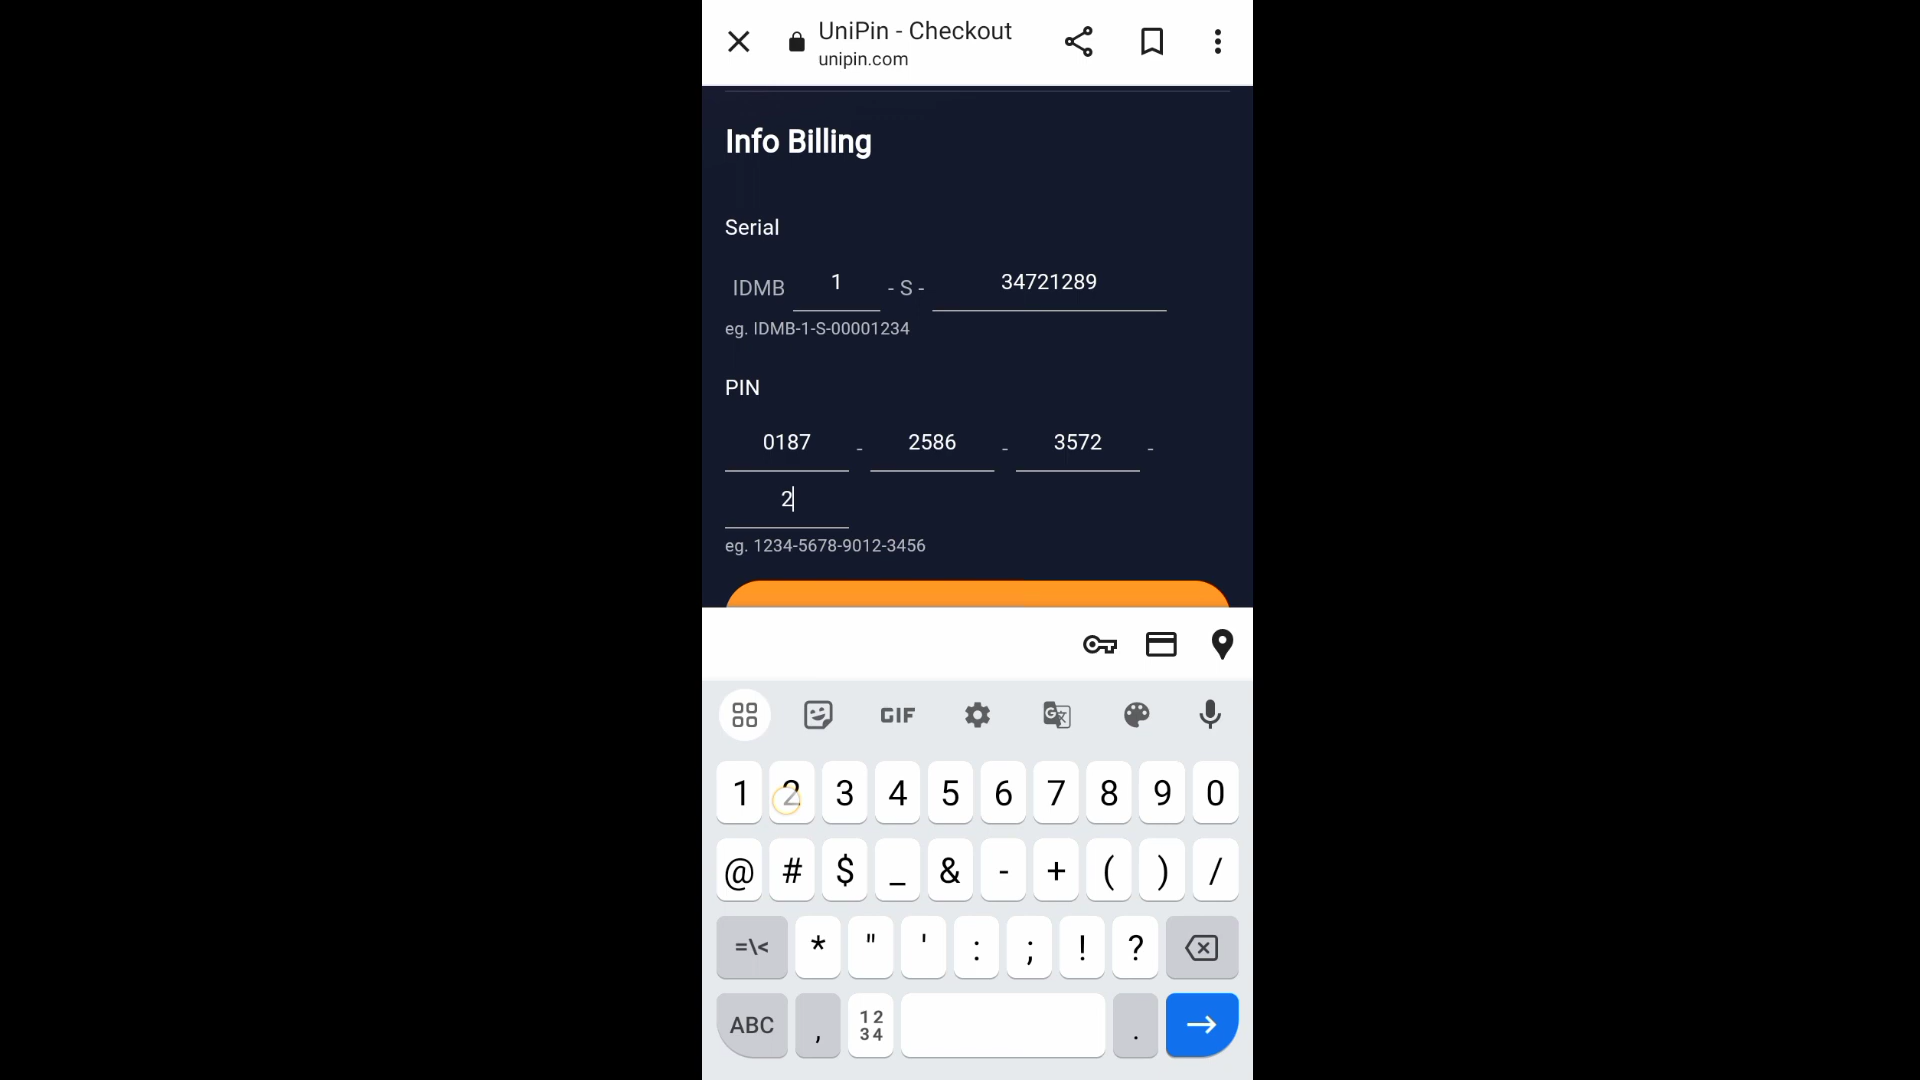 UniPin - Checkout
unipin.com
Info Billing
Serial
IDMB 1 - S - 34721289
eg. IDMB-1-S-00001234
PIN
0187 - 2586 - 3572 -
2
eg. 1234-5678-9012-3456
GIF
1 2 3 4 5 6 7 8 9 0
@ # $ _ & - + ( ) /
=\< * " ' : ; ! ?
ABC , 12 34 .